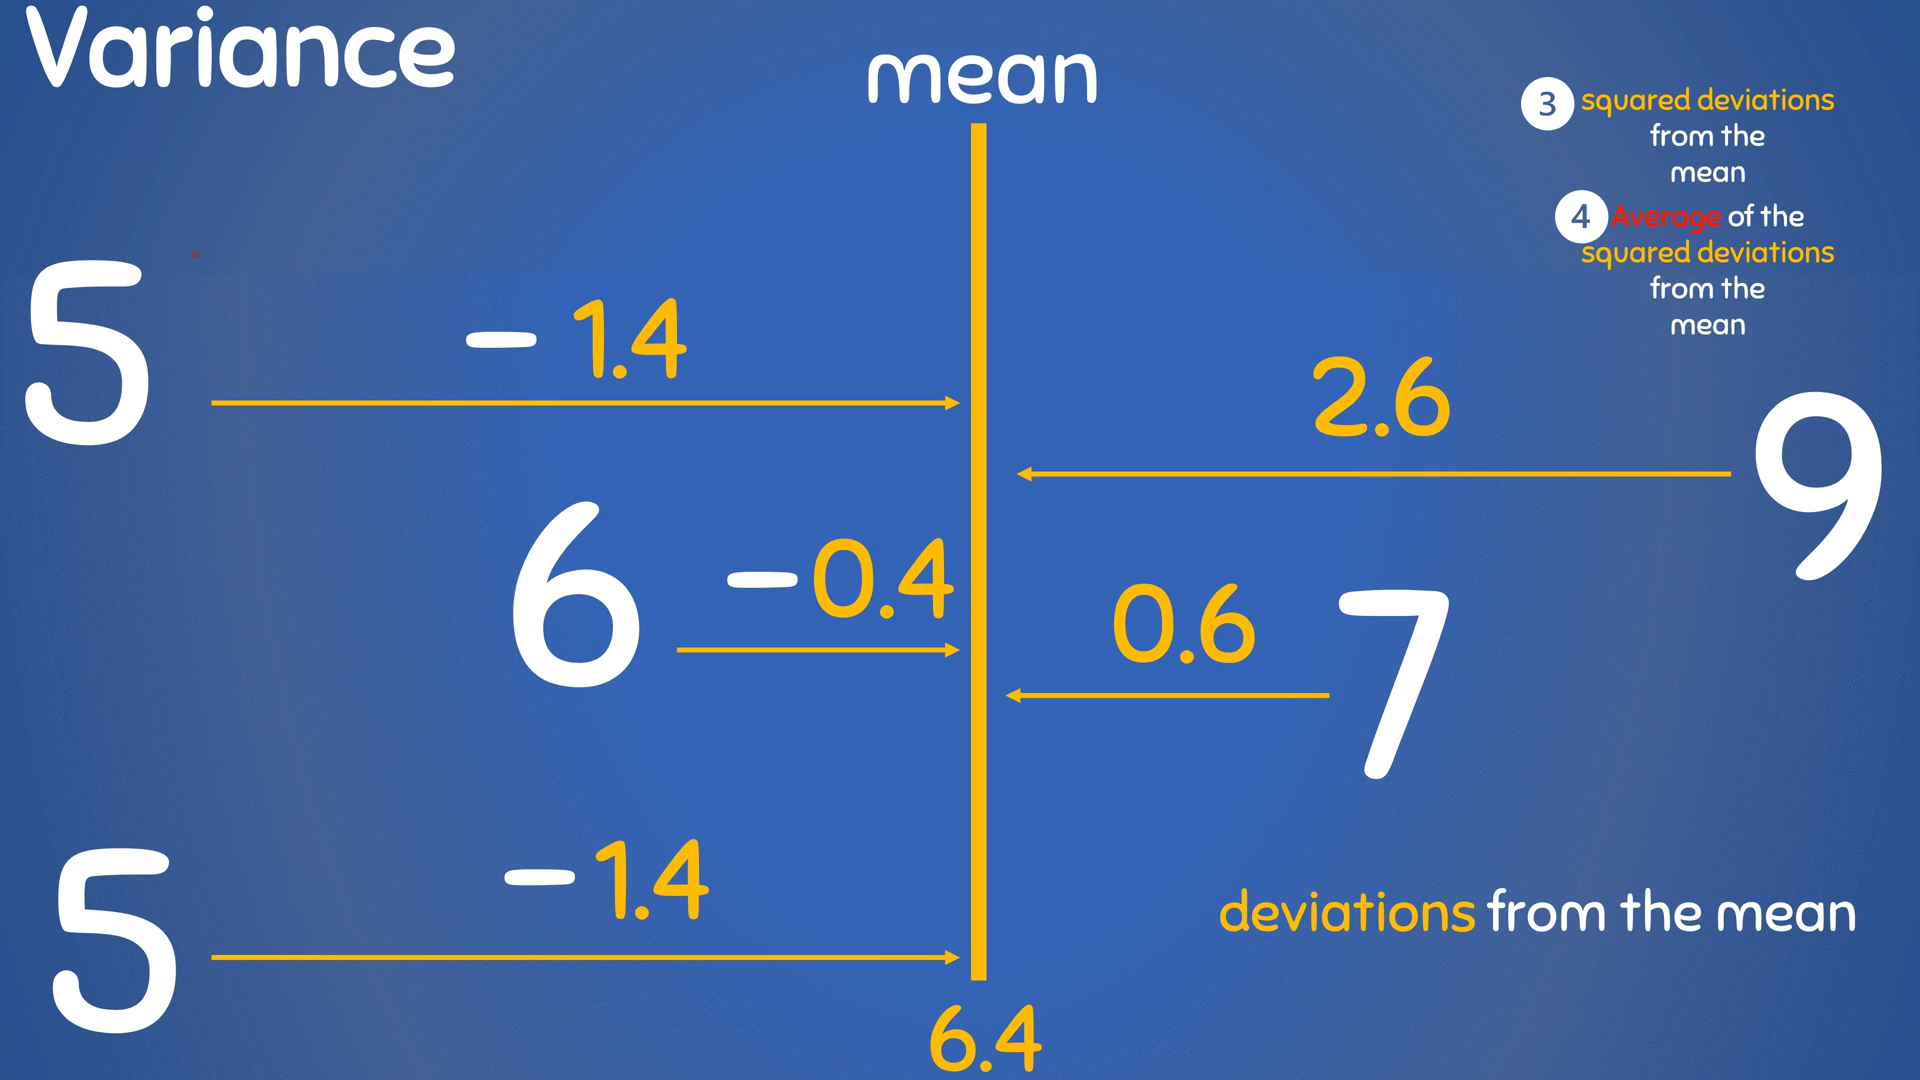 Variance
mean
3 squared deviations
from the
mean
4 Average of the
squared deviations
from the
mean
5
- 1.4
2.6
9
6
-0.4
0.6
7
5
-1.4
deviations from the mean
6.4